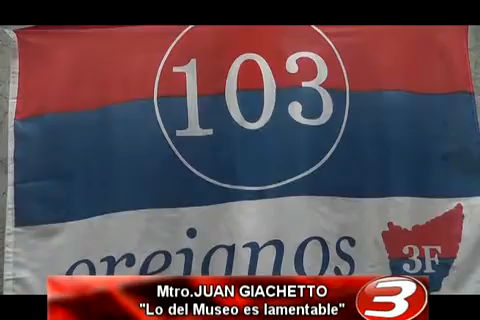 103
orejanos
3F
Mtro.JUAN GIACHETTO
"Lo del Museo es lamentable"
3